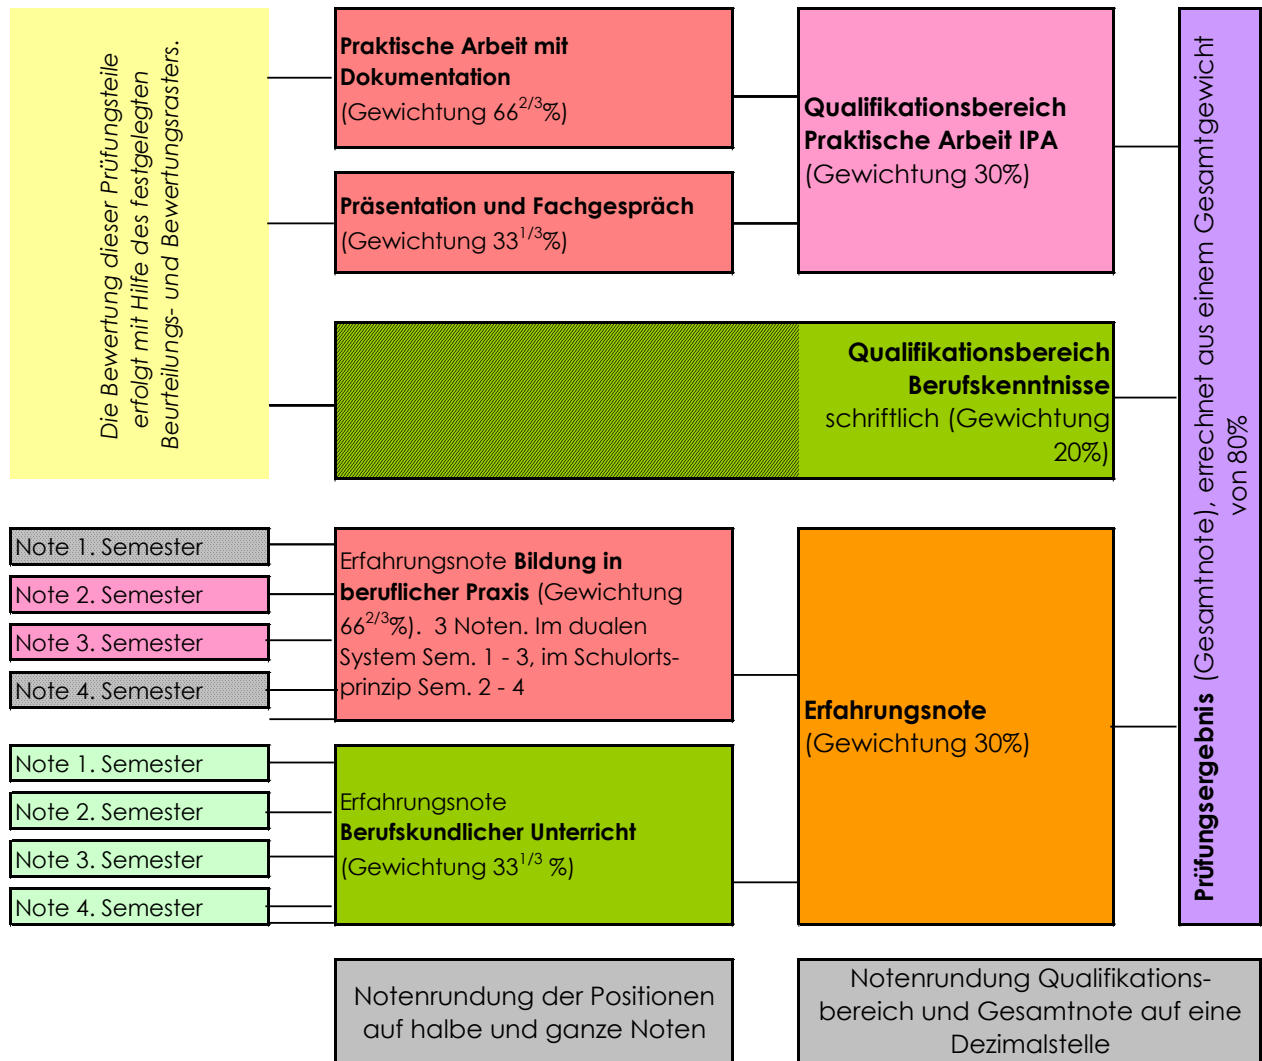 Die Bewertung dieser Prüfungsteile
erfolgt mit Hilfe des festgelegten
Beurteilungs- und Bewertungsrasters.
Praktische Arbeit mit
Dokumentation
(Gewichtung 66 2/3%)
Präsentation und Fachgespräch
(Gewichtung 33 1/3%)
Qualifikationsbereich
Praktische Arbeit IPA
(Gewichtung 30%)
Qualifikationsbereich
Berufskenntnisse
schriftlich (Gewichtung
20%)
Note 1. Semester
Note 2. Semester
Note 3. Semester
Note 4. Semester
Erfahrungsnote Bildung in
beruflicher Praxis (Gewichtung
66 2/3%). 3 Noten. Im dualen
System Sem. 1 - 3, im Schulorts-
prinzip Sem. 2 - 4
Note 1. Semester
Note 2. Semester
Note 3. Semester
Note 4. Semester
Erfahrungsnote
Berufskundlicher Unterricht
(Gewichtung 33 1/3 %)
Erfahrungsnote
(Gewichtung 30%)
Prüfungsergebnis (Gesamtnote), errechnet aus einem Gesamtgewicht
von 80%
Notenrundung der Positionen
auf halbe und ganze Noten
Notenrundung Qualifikations-
bereich und Gesamtnote auf eine
Dezimalstelle